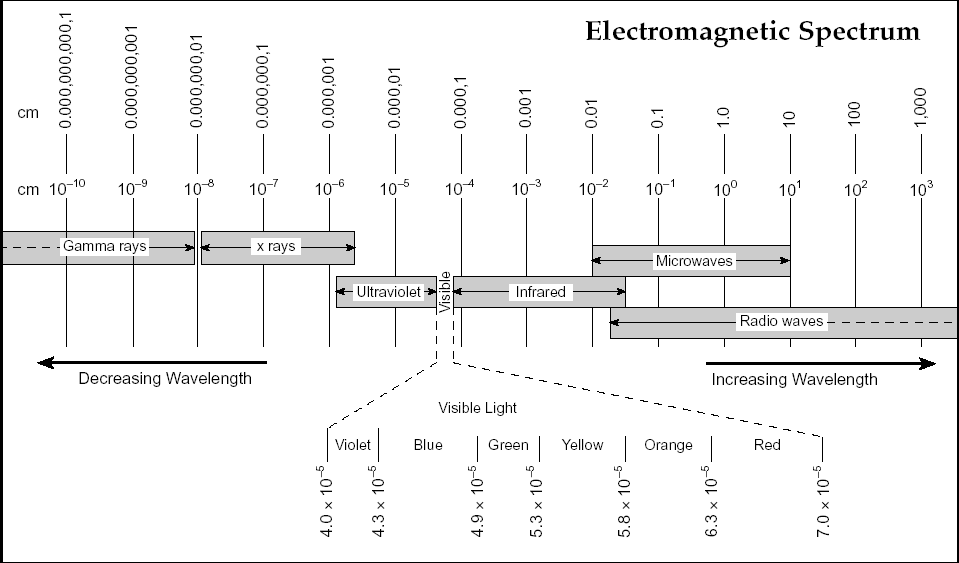 Electromagnetic Spectrum
cm 0.000,000,000,1 0.000,000,001 0.000,000,01 0.000,000,1 0.000,001 0.000,01 0.000,1 0.001 0.01 0.1 1.0 10 100 1,000
cm 10⁻¹⁰ 10⁻⁹ 10⁻⁸ 10⁻⁷ 10⁻⁶ 10⁻⁵ 10⁻⁴ 10⁻³ 10⁻² 10⁻¹ 10⁰ 10¹ 10² 10³
Gamma rays x rays
Microwaves
Ultraviolet Visible Infrared
Radio waves
Decreasing Wavelength Increasing Wavelength
Visible Light
Violet Blue Green Yellow Orange Red
4.0 × 10⁻⁵ 4.3 × 10⁻⁵ 4.9 × 10⁻⁵ 5.3 × 10⁻⁵ 5.8 × 10⁻⁵ 6.3 × 10⁻⁵ 7.0 × 10⁻⁵